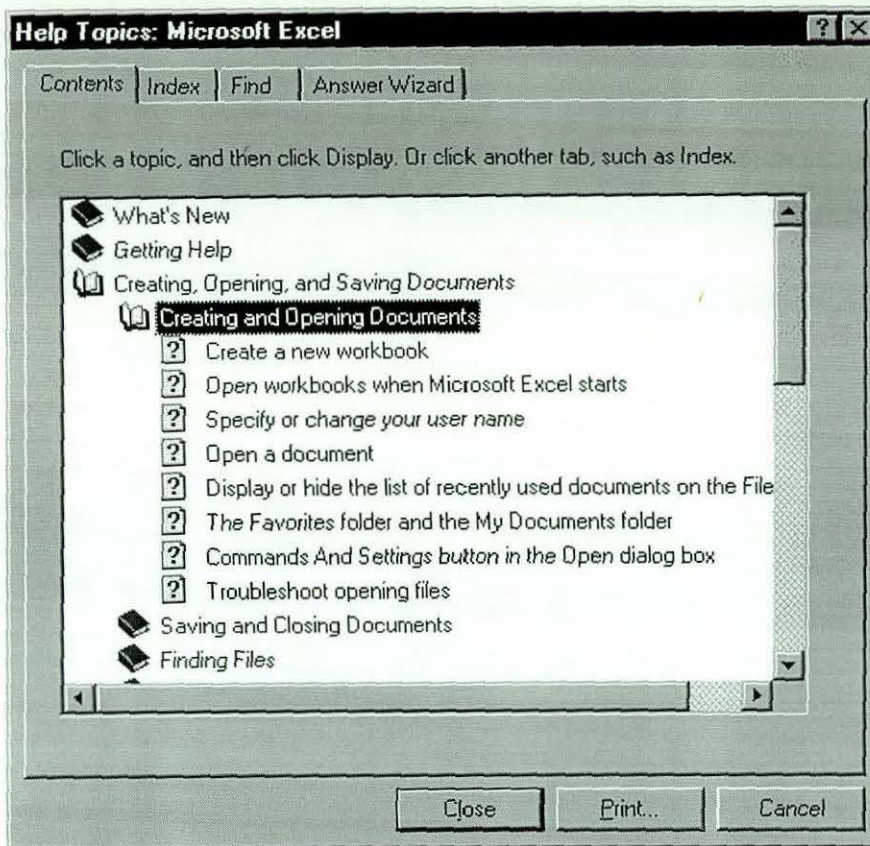 Help Topics: Microsoft Excel
Contents Index Find Answer Wizard
Click a topic, and then click Display. Or click another tab, such as Index.
What's New
Getting Help
Creating, Opening, and Saving Documents
Creating and Opening Documents
? Create a new workbook
? Open workbooks when Microsoft Excel starts
? Specify or change your user name
? Open a document
? Display or hide the list of recently used documents on the File
? The Favorites folder and the My Documents folder
? Commands And Settings button in the Open dialog box
? Troubleshoot opening files
Saving and Closing Documents
Finding Files
Close Print... Cancel